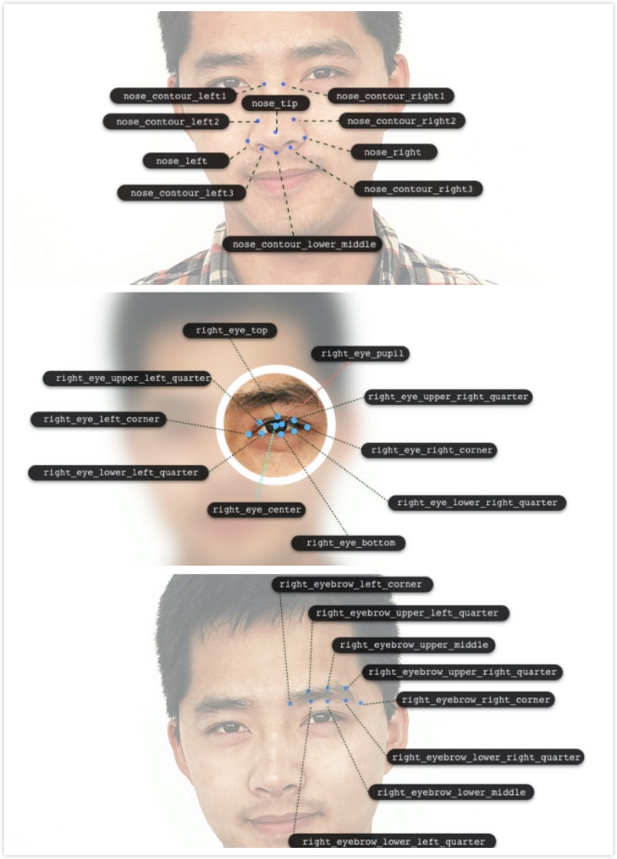 nose_contour_left1
nose_contour_right1
nose_tip
nose_contour_left2
nose_contour_right2
nose_left
nose_right
nose_contour_left3
nose_contour_right3
nose_contour_lower_middle
right_eye_top
right_eye_pupil
right_eye_upper_left_quarter
right_eye_upper_right_quarter
right_eye_left_corner
right_eye_right_corner
right_eye_lower_left_quarter
right_eye_lower_right_quarter
right_eye_center
right_eye_bottom
right_eyebrow_left_corner
right_eyebrow_upper_left_quarter
right_eyebrow_upper_middle
right_eyebrow_upper_right_quarter
right_eyebrow_right_corner
right_eyebrow_lower_right_quarter
right_eyebrow_lower_middle
right_eyebrow_lower_left_quarter